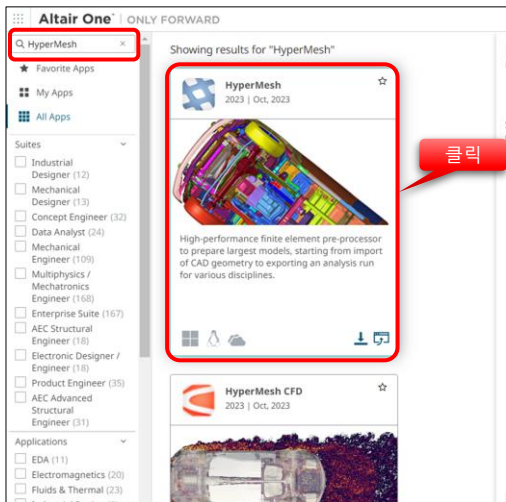 Altair One® | ONLY FORWARD
HyperMesh ×
Favorite Apps
My Apps
All Apps
Suites
Industrial
Designer (12)
Mechanical
Designer (13)
Concept Engineer (32)
Data Analyst (24)
Mechanical
Engineer (109)
Multiphysics /
Mechatronics
Engineer (168)
Enterprise Suite (167)
AEC Structural
Engineer (18)
Electronic Designer /
Engineer (18)
Product Engineer (35)
AEC Advanced
Structural
Engineer (31)
Applications
EDA (11)
Electromagnetics (20)
Fluids & Thermal (23)
Showing results for "HyperMesh"
HyperMesh
2023 | Oct, 2023
High-performance finite element pre-processor
to prepare largest models, starting from import
of CAD geometry to exporting an analysis run
for various disciplines.
클릭
HyperMesh CFD
2023 | Oct, 2023